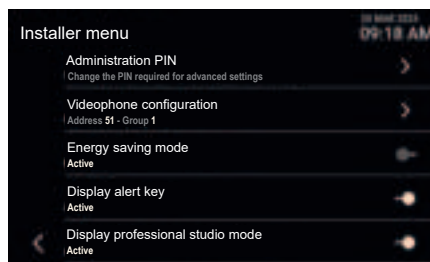 Installer menu
09:18 AM
Administration PIN
Change the PIN required for advanced settings
Videophone configuration
Address 51 - Group 1
Energy saving mode
Active
Display alert key
Active
Display professional studio mode
Active